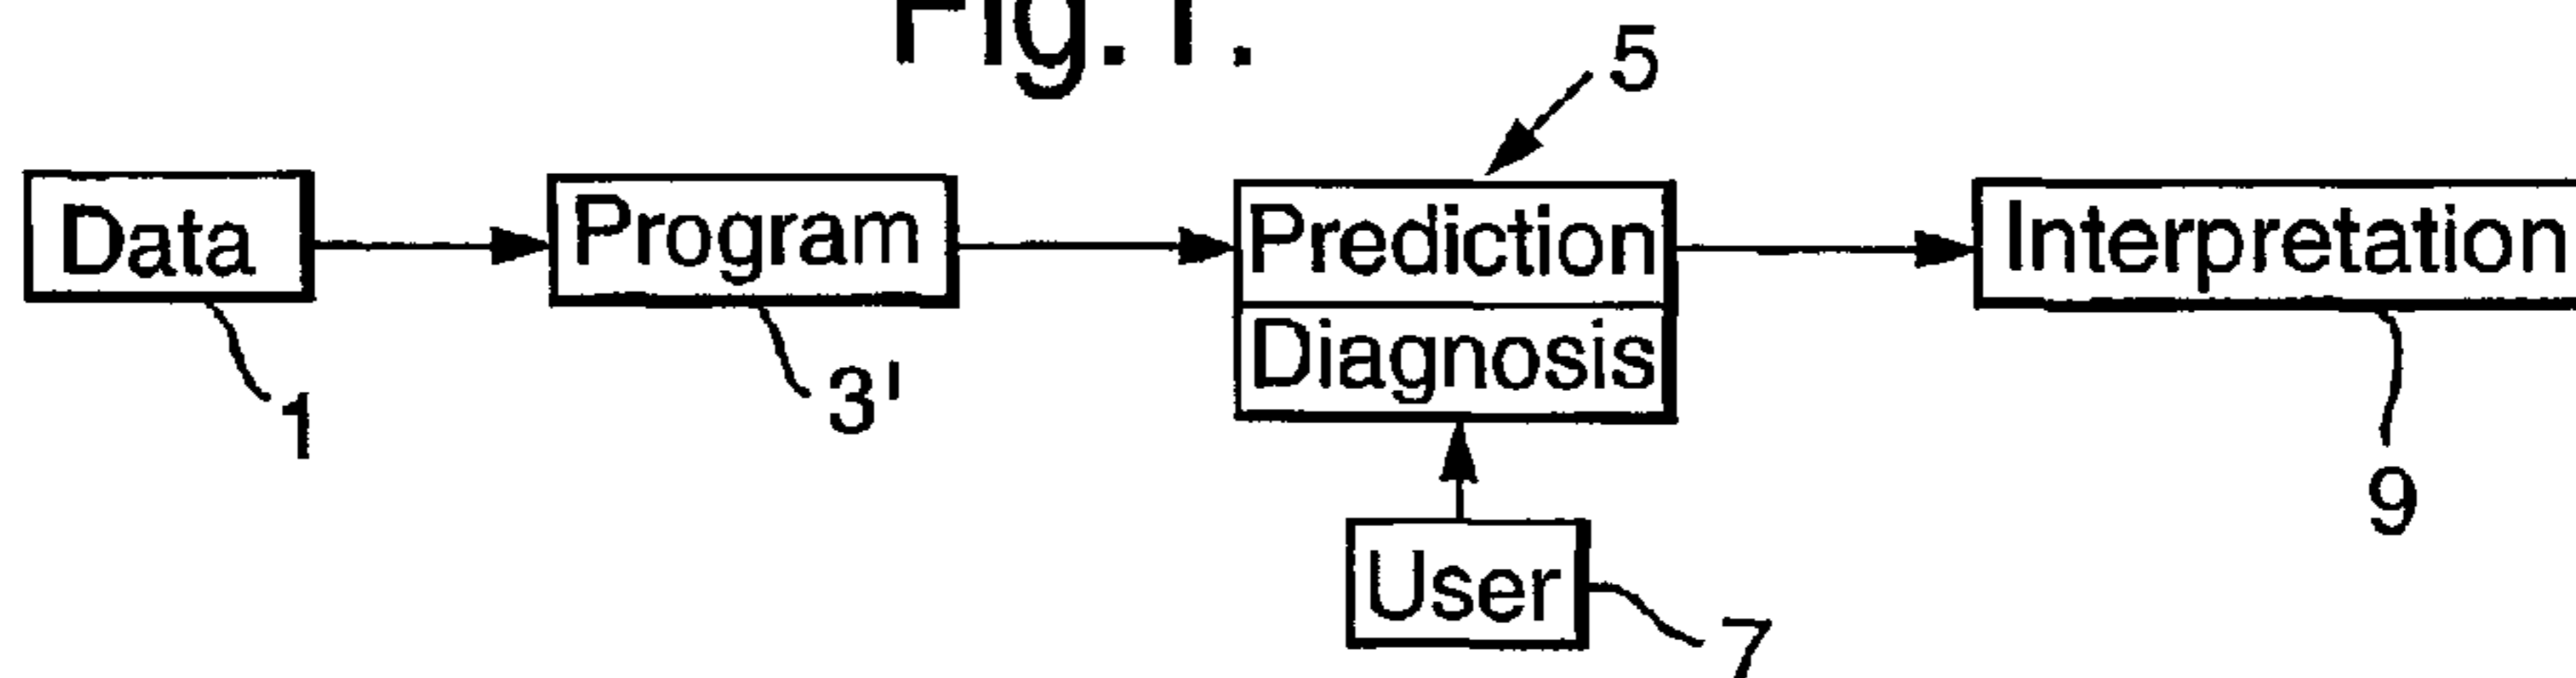 Fig.1.
5
Data
Program
Prediction
Interpretation
Diagnosis
1
3'
9
User
7